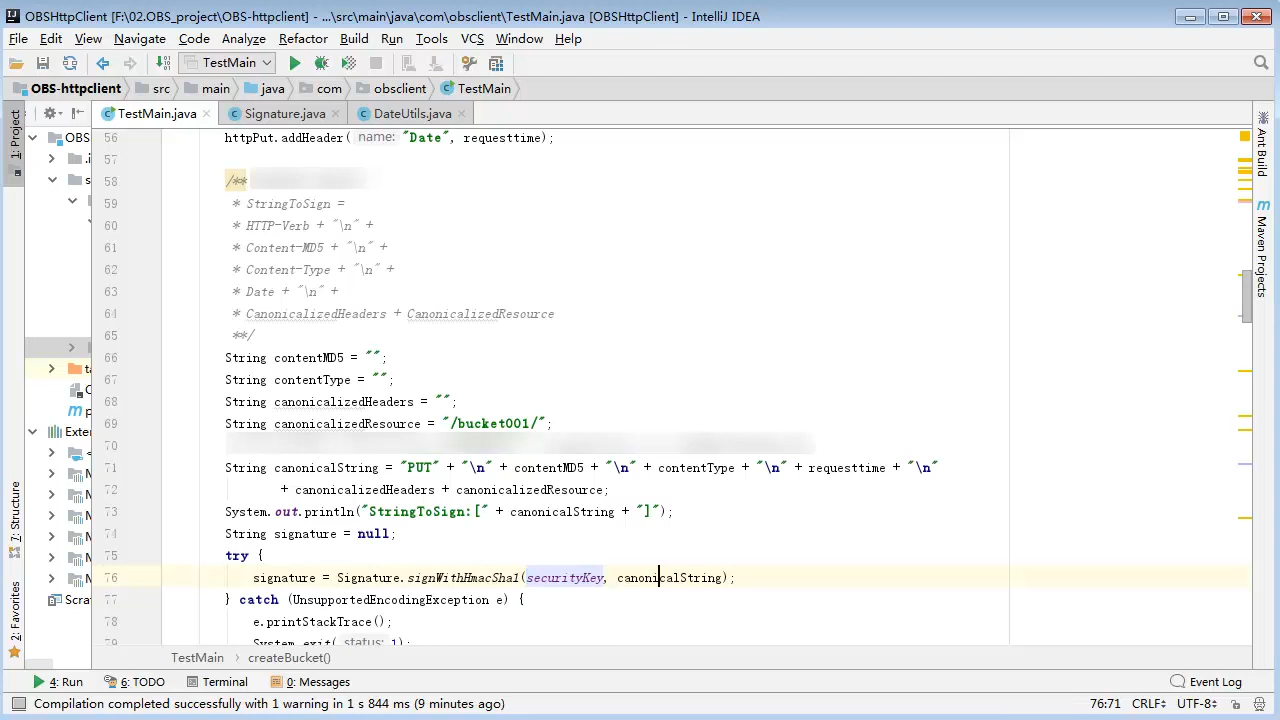 OBSHttpClient [F:\02.OBS_project\OBS-httpclient] - ...\src\main\java\com\obsclient\TestMain.java [OBSHttpClient] - IntelliJ IDEA
File Edit View Navigate Code Analyze Refactor Build Run Tools VCS Window Help
TestMain
OBS-httpclient src main java com obsclient TestMain
TestMain.java Signature.java DateUtils.java
1: Project
7: Structure
2: Favorites
OBS
.i
s
ta
p
Exter
Scra
56 httpPut.addHeader( name: "Date", requesttime);
57
58 /**
59 * StringToSign =
60 * HTTP-Verb + "\n" +
61 * Content-MD5 + "\n" +
62 * Content-Type + "\n" +
63 * Date + "\n" +
64 * CanonicalizedHeaders + CanonicalizedResource
65 **/
66 String contentMD5 = "";
67 String contentType = "";
68 String canonicalizedHeaders = "";
69 String canonicalizedResource = "/bucket001/";
70
71 String canonicalString = "PUT" + "\n" + contentMD5 + "\n" + contentType + "\n" + requesttime + "\n"
72 + canonicalizedHeaders + canonicalizedResource;
73 System.out.println("StringToSign:[" + canonicalString + "]");
74 String signature = null;
75 try {
76 signature = Signature.signWithHmacSha1(securityKey, canonicalString);
77 } catch (UnsupportedEncodingException e) {
78 e.printStackTrace();
79 System.exit( status: 1);
Ant Build
Maven Projects
TestMain createBucket()
4: Run 6: TODO Terminal 0: Messages Event Log
Compilation completed successfully with 1 warning in 1 s 844 ms (9 minutes ago) 76:71 CRLF UTF-8